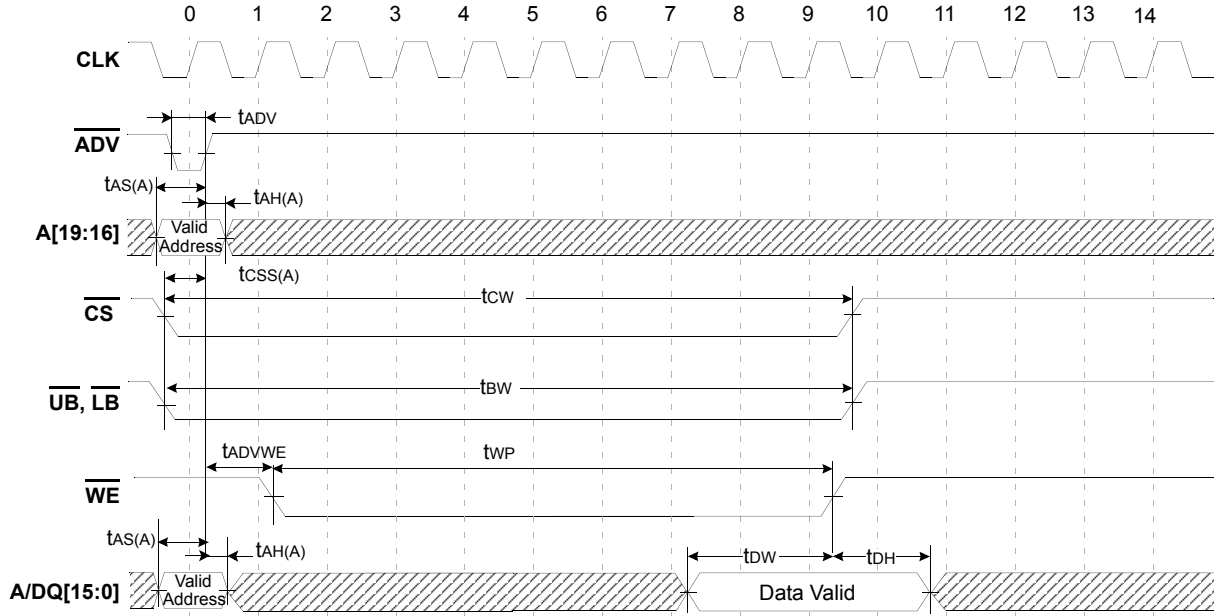 0 1 2 3 4 5 6 7 8 9 10 11 12 13 14
CLK
tADV
ADV
tAS(A)
tAH(A)
A[19:16]
Valid
Address
tCSS(A)
tCW
CS
tBW
UB, LB
tADVWE
tWP
WE
tAS(A)
tAH(A)
tDW
tDH
A/DQ[15:0]
Valid
Address
Data Valid